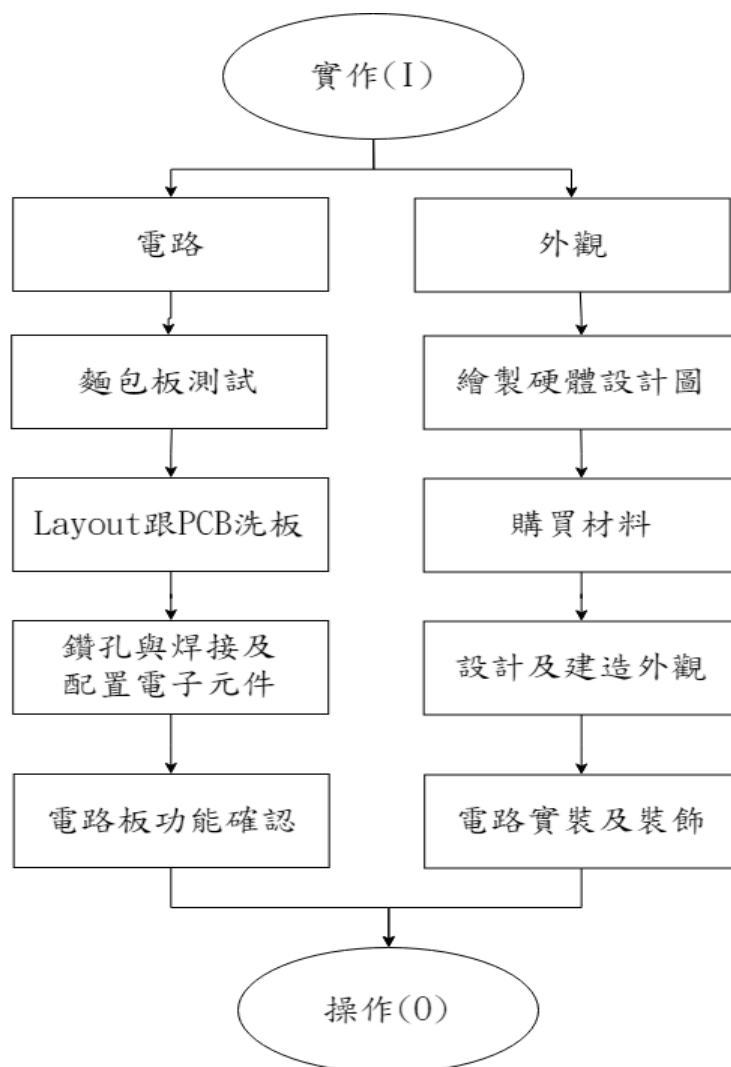 實作(I)
電路
外觀
麵包板測試
繪製硬體設計圖
Layout跟PCB洗板
購買材料
鑽孔與焊接及
配置電子元件
設計及建造外觀
電路板功能確認
電路實裝及裝飾
操作(O)